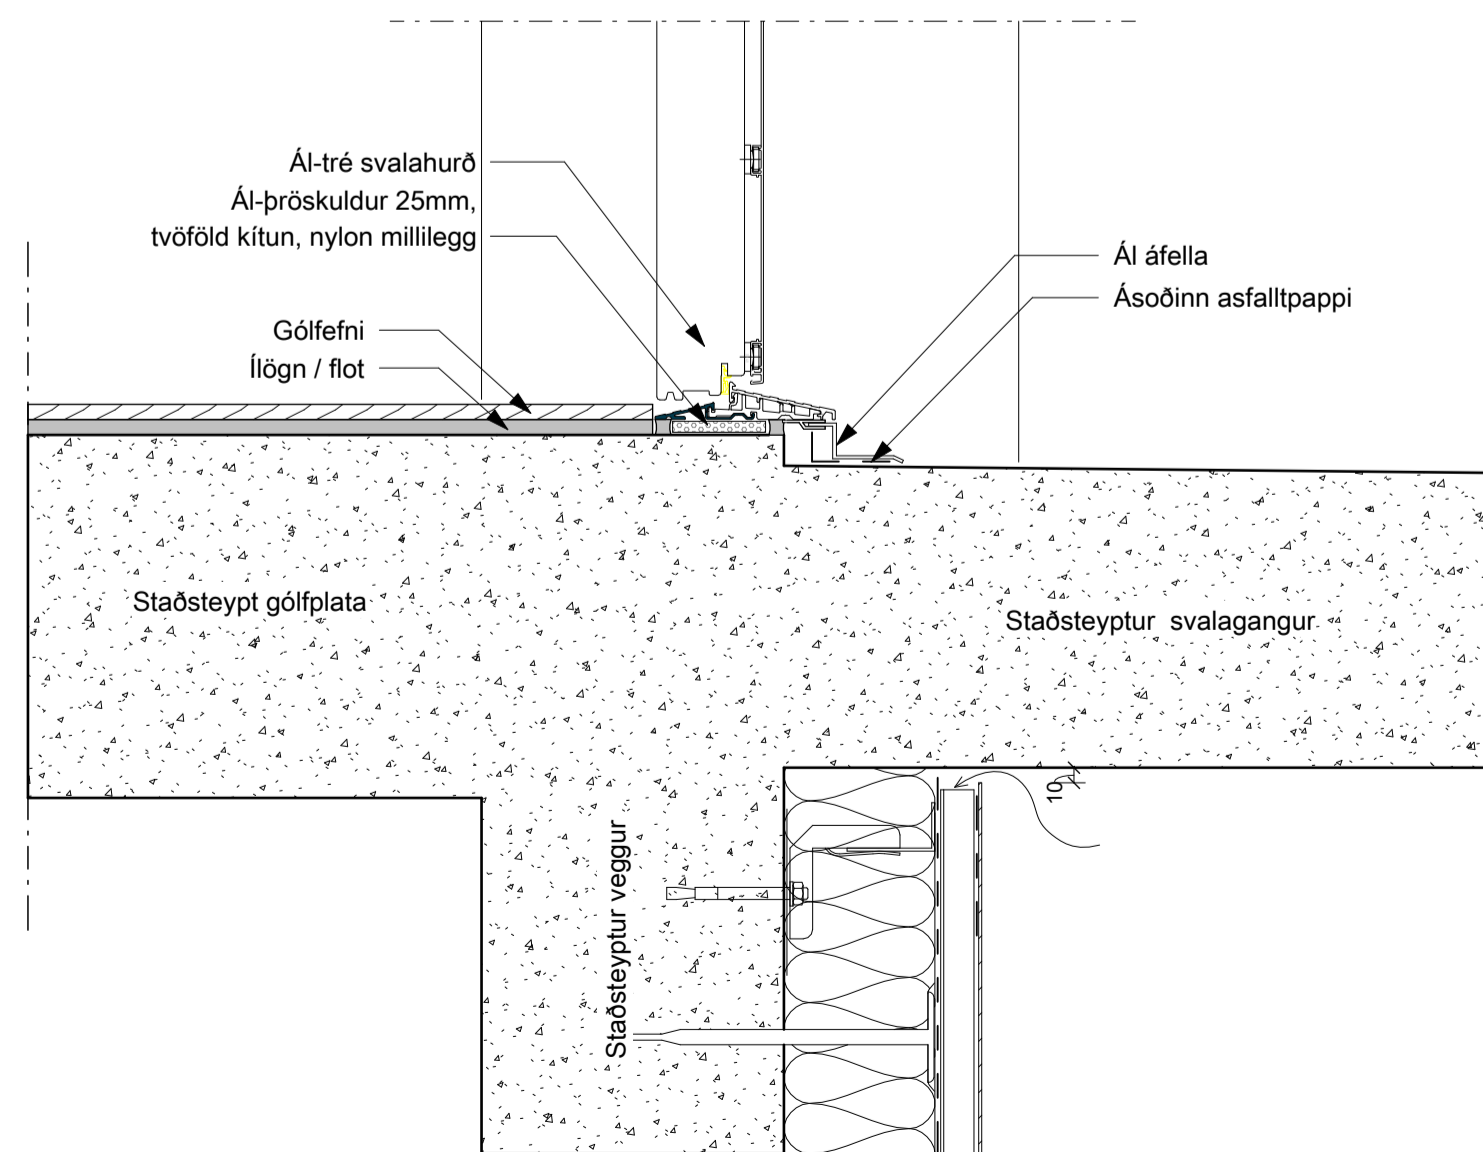 Ál-tré svalahurð
Ál-þröskuldur 25mm,
tvöföld kítun, nylon millilegg
Ál áfella
Ásoðinn asfalltpappi
Gólfefni
Ílögn / flot
Staðsteypt gólfplata
Staðsteyptur svalagangur
10
Staðsteyptur veggur